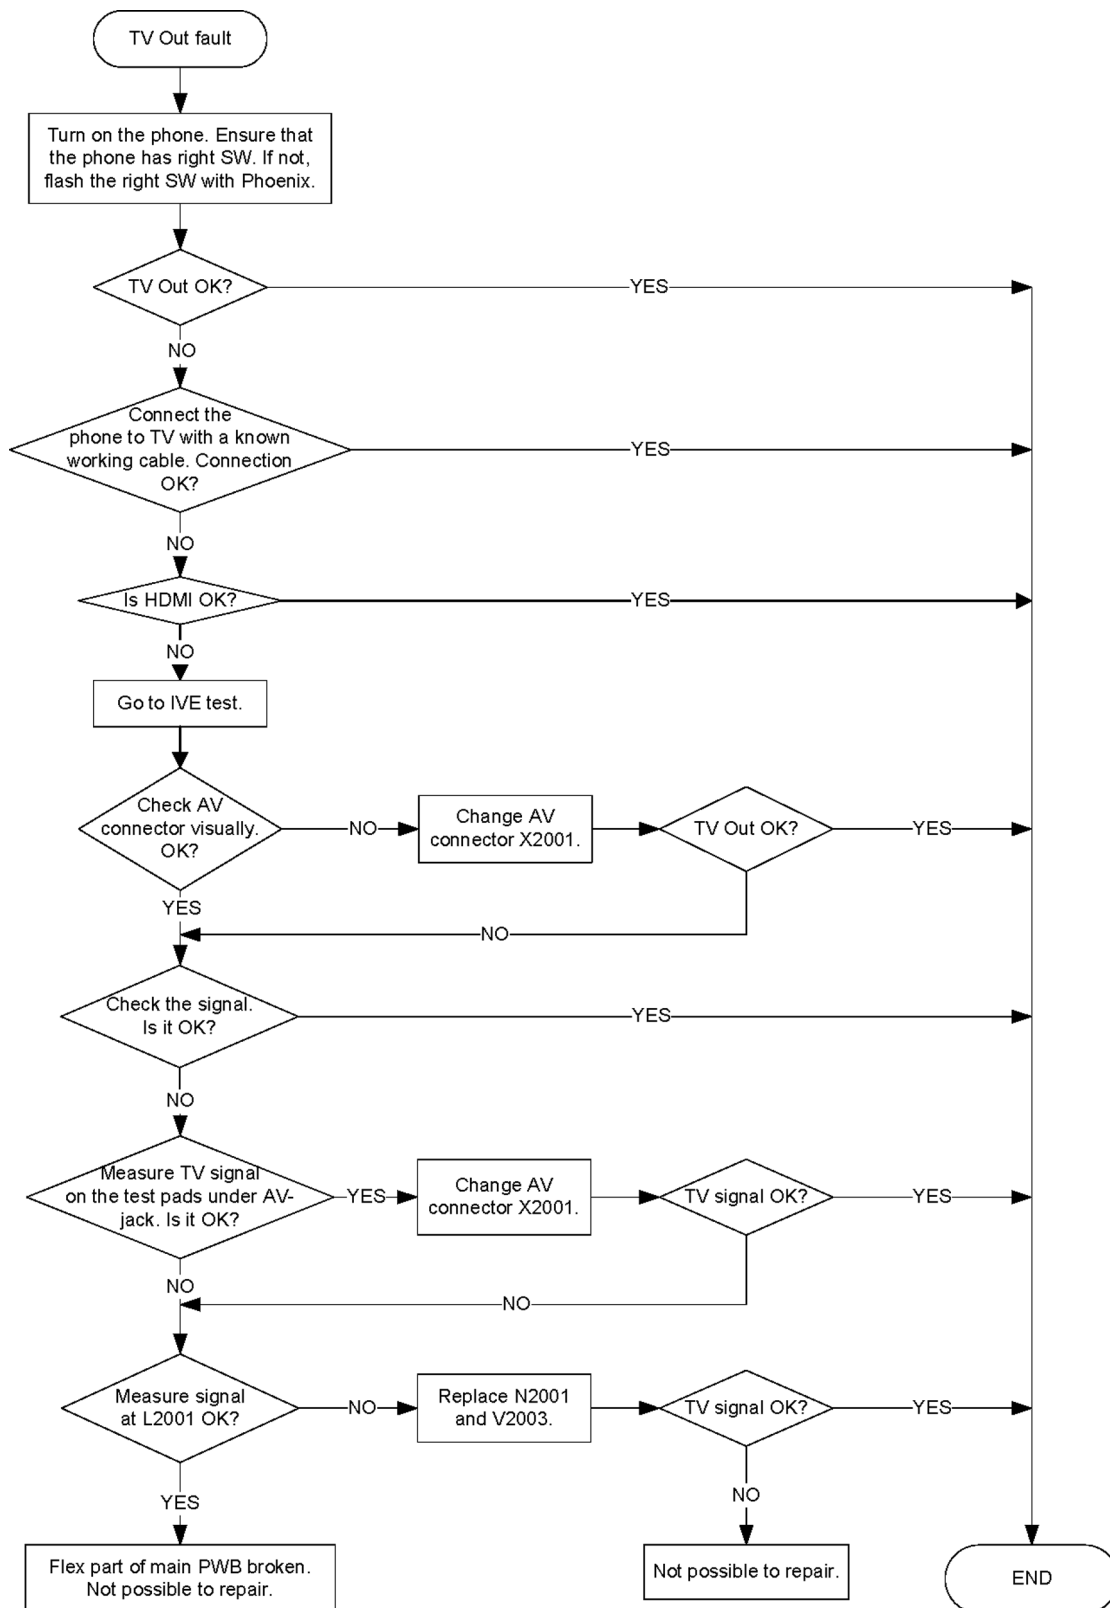 TV Out fault
Turn on the phone. Ensure that
the phone has right SW. If not,
flash the right SW with Phoenix.
TV Out OK?
YES
NO
Connect the
phone to TV with a known
working cable. Connection
OK?
YES
NO
Is HDMI OK?
YES
NO
Go to IVE test.
Check AV
connector visually.
OK?
NO
Change AV
connector X2001.
TV Out OK?
YES
YES
NO
Check the signal.
Is it OK?
YES
NO
Measure TV signal
on the test pads under AV-
jack. Is it OK?
YES
Change AV
connector X2001.
TV signal OK?
YES
NO
NO
Measure signal
at L2001 OK?
NO
Replace N2001
and V2003.
TV signal OK?
YES
YES
NO
Flex part of main PWB broken.
Not possible to repair.
Not possible to repair.
END